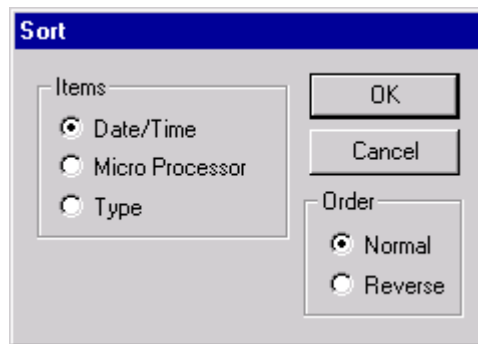 Sort
Items
Date/Time
Micro Processor
Type
OK
Cancel
Order
Normal
Reverse